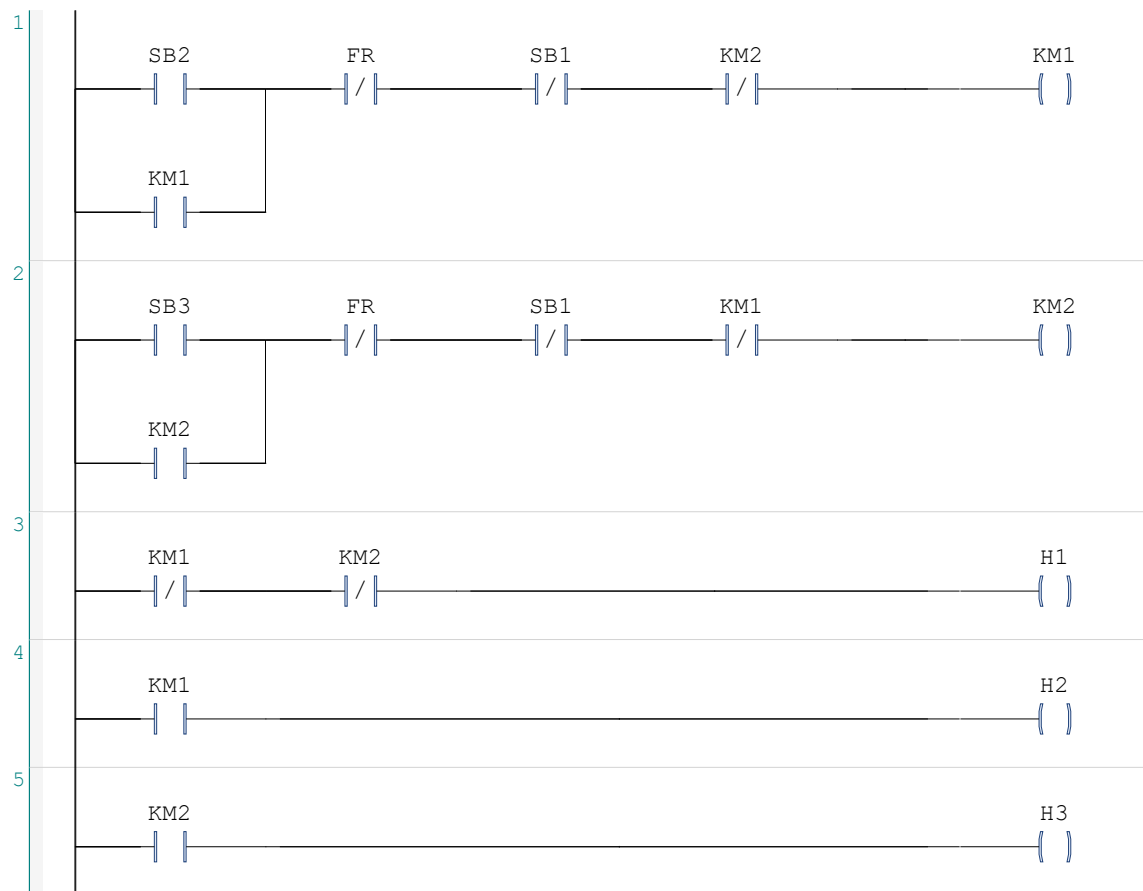 1
SB2 FR SB1 KM2 KM1
/ / /
KM1
2
SB3 FR SB1 KM1 KM2
/ / /
KM2
3
KM1 KM2 H1
/ /
4
KM1 H2
5
KM2 H3